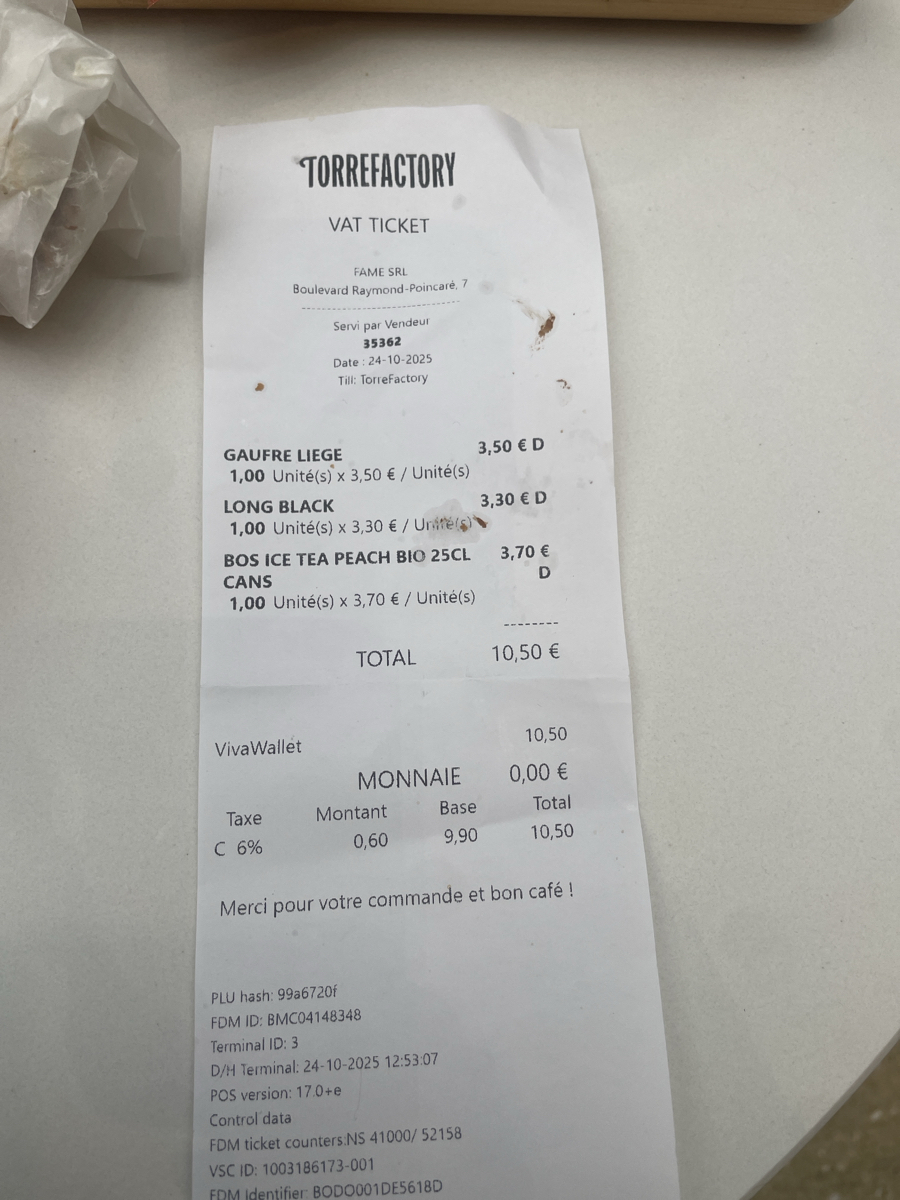 TORREFACTORY
VAT TICKET
FAME SRL
Boulevard Raymond-Poincaré, 7
--------------------------------
Servi par Vendeur
35362
Date : 24-10-2025
Till: TorreFactory
GAUFRE LIEGE 3,50 € D
1,00 Unité(s) x 3,50 € / Unité(s)
LONG BLACK 3,30 € D
1,00 Unité(s) x 3,30 € / Unité(s)
BOS ICE TEA PEACH BIO 25CL 3,70 €
CANS D
1,00 Unité(s) x 3,70 € / Unité(s)
--------
TOTAL 10,50 €
VivaWallet 10,50
MONNAIE 0,00 €
Taxe Montant Base Total
C 6% 0,60 9,90 10,50
Merci pour votre commande et bon café !
PLU hash: 99a6720f
FDM ID: BMC04148348
Terminal ID: 3
D/H Terminal: 24-10-2025 12:53:07
POS version: 17.0+e
Control data
FDM ticket counters:NS 41000/ 52158
VSC ID: 1003186173-001
FDM Identifier: BODO001DE5618D